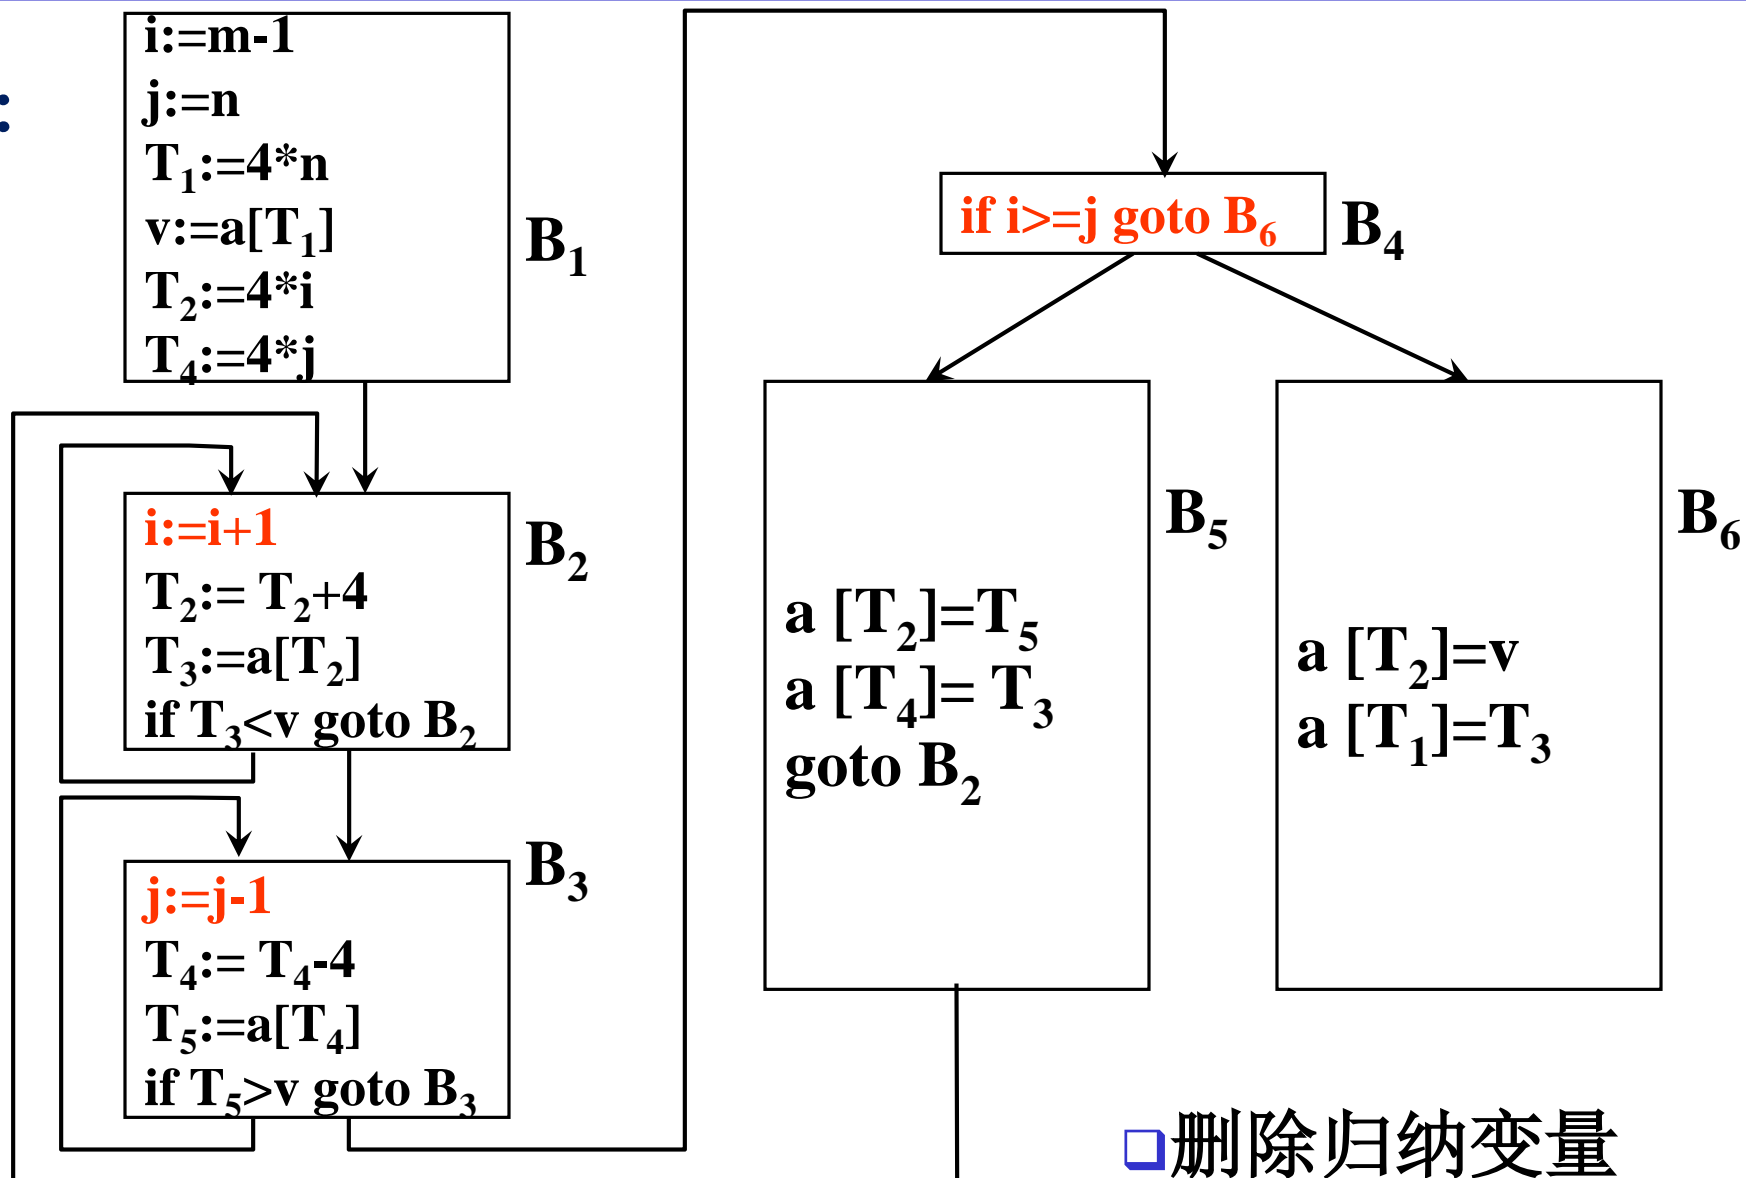 :
i:=m-1
j:=n
T₁:=4*n
v:=a[T₁]
T₂:=4*i
T₄:=4*j
B₁
i:=i+1
T₂:= T₂+4
T₃:=a[T₂]
if T₃<v goto B₂
B₂
j:=j-1
T₄:= T₄-4
T₅:=a[T₄]
if T₅>v goto B₃
B₃
if i>=j goto B₆
B₄
a [T₂]=T₅
a [T₄]= T₃
goto B₂
B₅
a [T₂]=v
a [T₁]=T₃
B₆
删除归纳变量